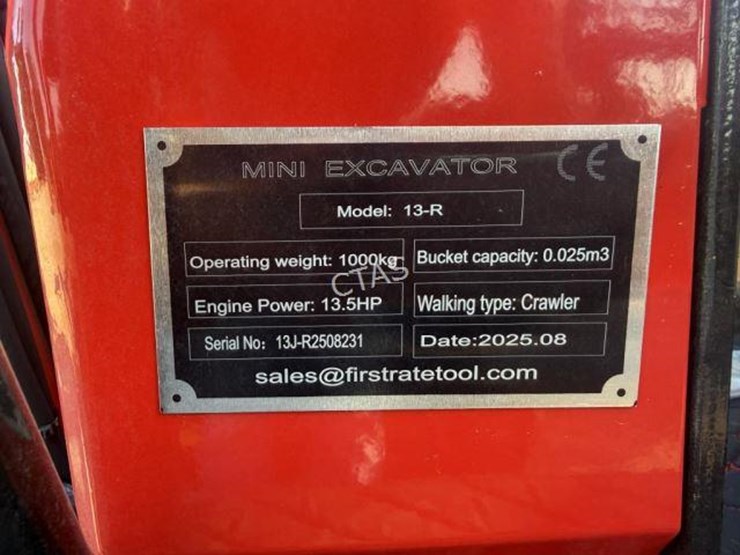 MINI EXCAVATOR CE
Model: 13-R
Operating weight: 1000kg Bucket capacity: 0.025m3
CTAS
Engine Power: 13.5HP Walking type: Crawler
Serial No: 13J-R2508231 Date:2025.08
sales@firstratetool.com